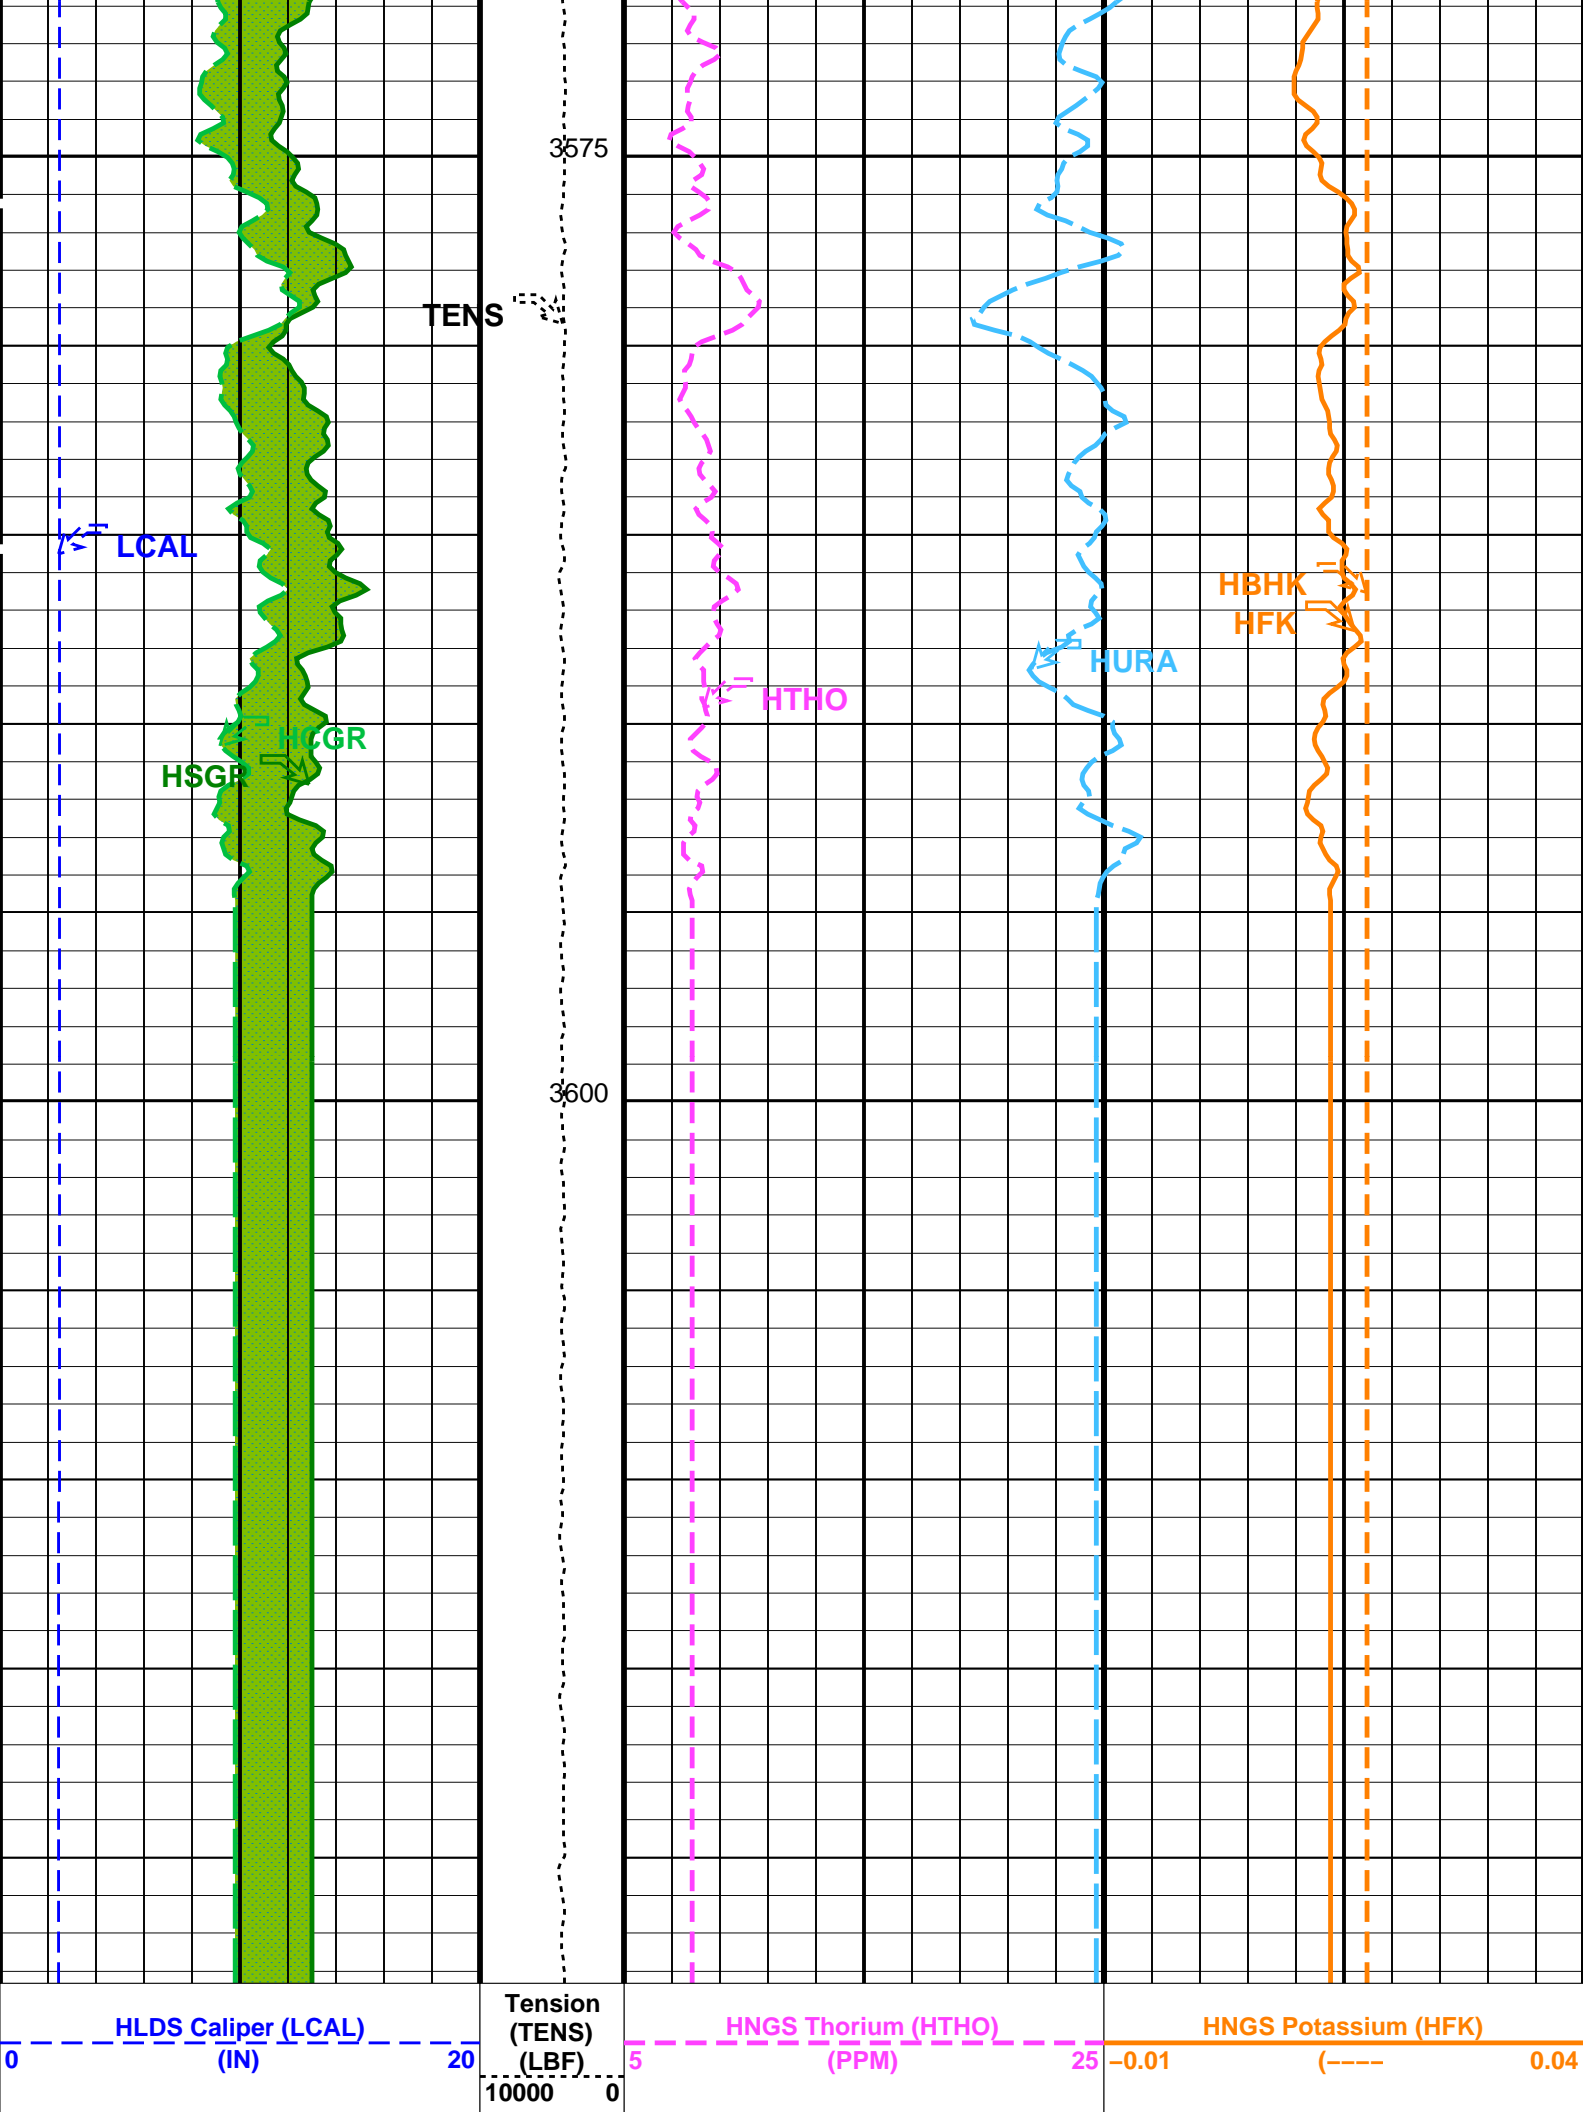 3575
TENS
LCAL
HBHK
HFK
HURA
HTHO
HCGR
HSGR
3600
HLDS Caliper (LCAL)
(IN)
0 20
Tension
(TENS)
(LBF)
10000 0
HNGS Thorium (HTHO)
(PPM)
5 25
HNGS Potassium (HFK)
(----
−0.01 0.04